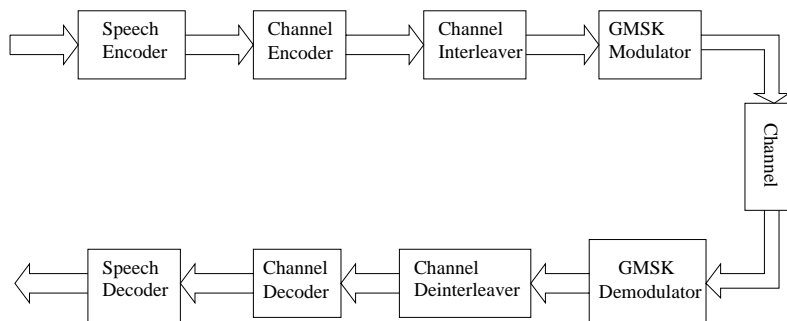 Speech
Encoder
Channel
Encoder
Channel
Interleaver
GMSK
Modulator
Channel
Speech
Decoder
Channel
Decoder
Channel
Deinterleaver
GMSK
Demodulator